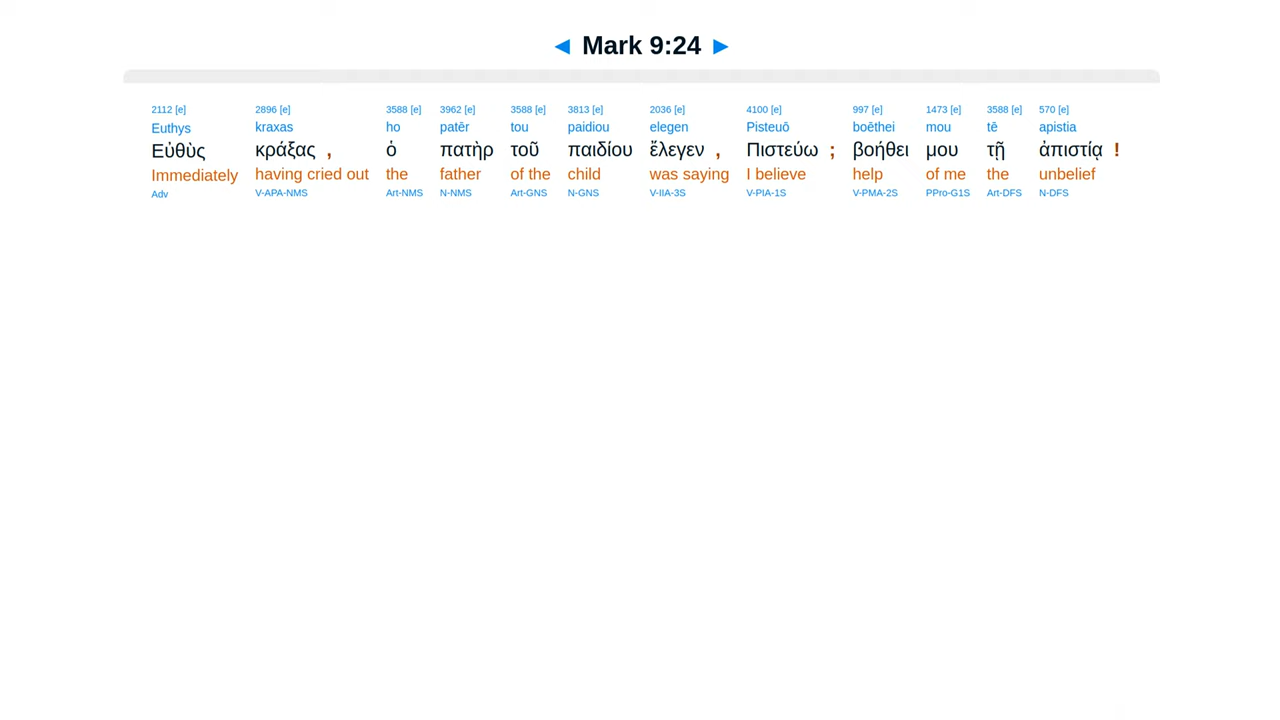 ◄ Mark 9:24 ►
2112 [e] 2896 [e] 3588 [e] 3962 [e] 3588 [e] 3813 [e] 2036 [e] 4100 [e] 997 [e] 1473 [e] 3588 [e] 570 [e]
Euthys kraxas ho patēr tou paidiou elegen Pisteuō boēthei mou tē apistia
Εὐθὺς κράξας , ὁ πατὴρ τοῦ παιδίου ἔλεγεν , Πιστεύω ; βοήθει μου τῇ ἀπιστίᾳ !
Immediately having cried out the father of the child was saying I believe help of me the unbelief
Adv V-APA-NMS Art-NMS N-NMS Art-GNS N-GNS V-IIA-3S V-PIA-1S V-PMA-2S PPro-G1S Art-DFS N-DFS